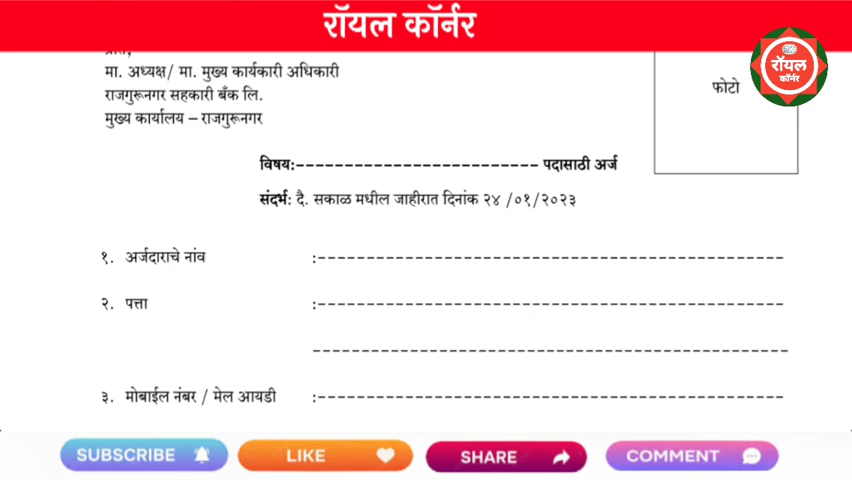 रॉयल कॉर्नर
रॉयल
कॉर्नर
मा. अध्यक्ष/ मा. मुख्य कार्यकारी अधिकारी
राजगुरूनगर सहकारी बँक लि.
मुख्य कार्यालय – राजगुरूनगर
फोटो
विषय:------------------------- पदासाठी अर्ज
संदर्भ: दै. सकाळ मधील जाहीरात दिनांक २४ /०१/२०२३
१. अर्जदाराचे नांव :------------------------------------------------
२. पत्ता :------------------------------------------------
-------------------------------------------------
३. मोबाईल नंबर / मेल आयडी :------------------------------------------------
SUBSCRIBE
LIKE
SHARE
COMMENT